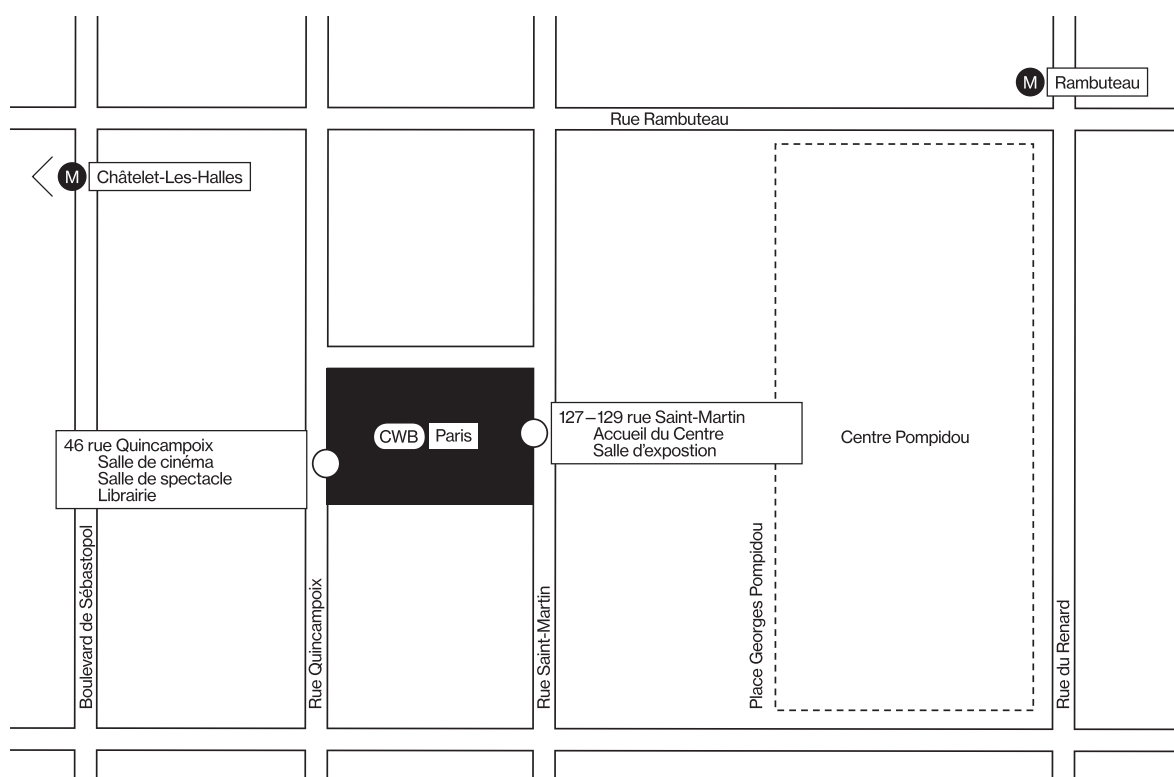 M Rambuteau
Rue Rambuteau
M Châtelet-Les-Halles
127–129 rue Saint-Martin
Accueil du Centre
Salle d'expostion
CWB Paris
Centre Pompidou
46 rue Quincampoix
Salle de cinéma
Salle de spectacle
Librairie
Boulevard de Sébastopol
Rue Quincampoix
Rue Saint-Martin
Place Georges Pompidou
Rue du Renard